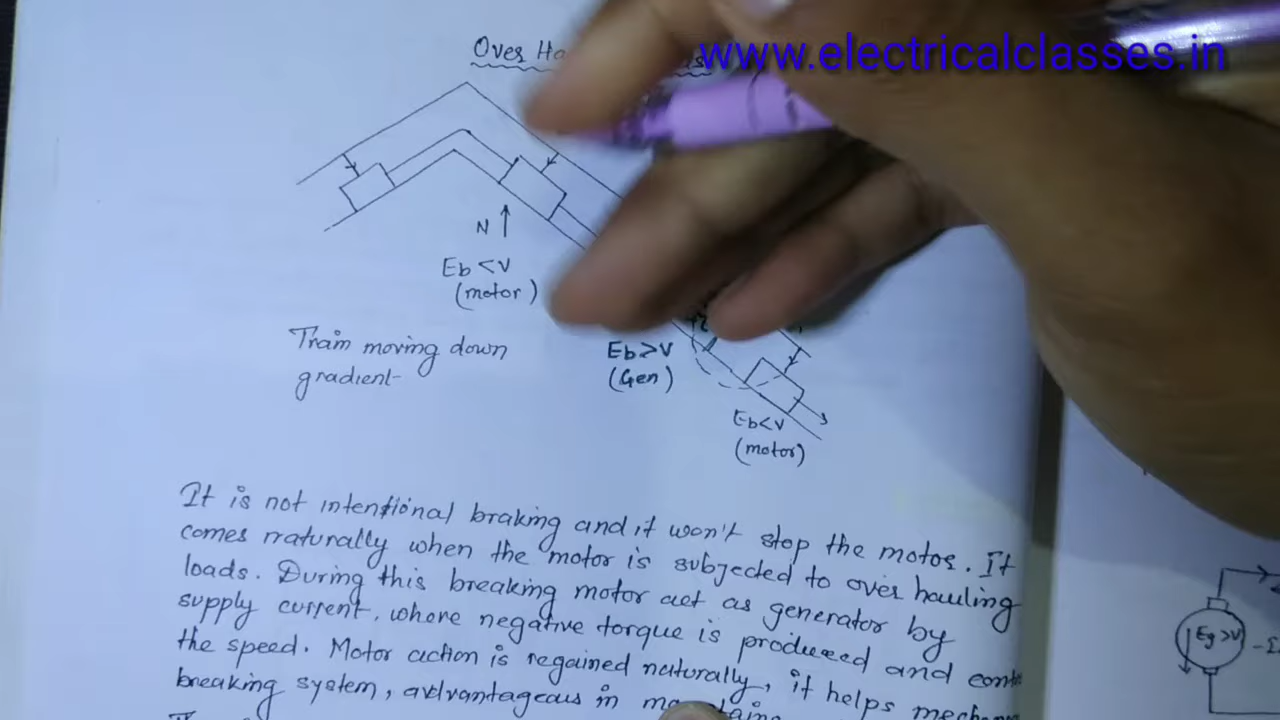 Over
www.electricalclasses.in
N
Eb < V
(motor)
Train moving down
gradient
Eb > V
(Gen)
Eb < V
(motor)
It is not intentional braking and it won't stop the motor. It
comes naturally when the motor is subjected to over hauling
loads. During this breaking motor act as generator by
supply current, where negative torque is produced and
the speed. Motor action is regained naturally, it helps
breaking system, advantageous in
Eg > V